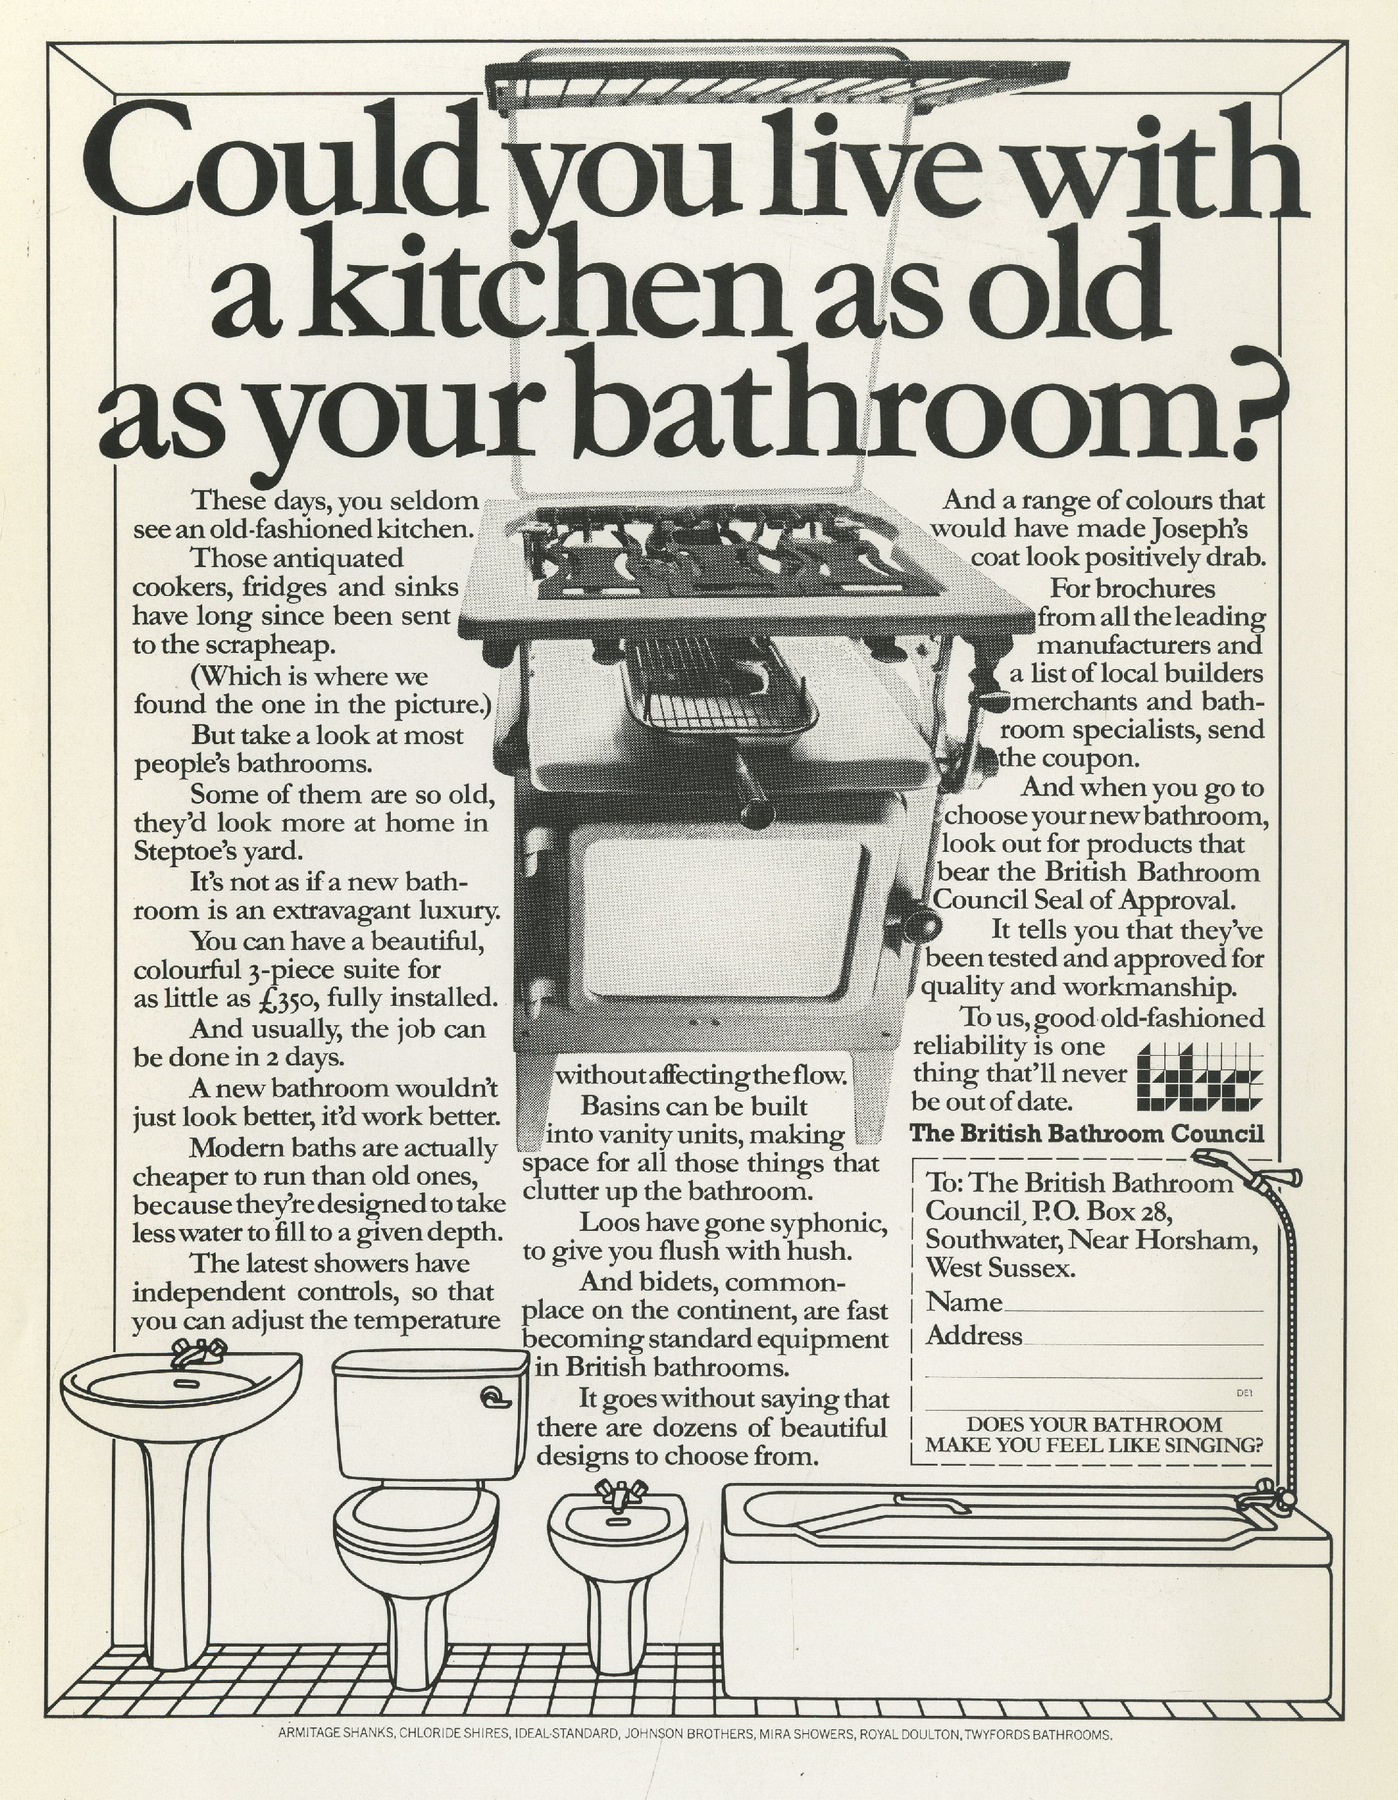 Could you live with
a kitchen as old
as your bathroom?
These days, you seldom
see an old-fashioned kitchen.
Those antiquated
cookers, fridges and sinks
have long since been sent
to the scrapheap.
(Which is where we
found the one in the picture.)
But take a look at most
people's bathrooms.
Some of them are so old,
they'd look more at home in
Steptoe's yard.
It's not as if a new bath-
room is an extravagant luxury.
You can have a beautiful,
colourful 3-piece suite for
as little as £350, fully installed.
And usually, the job can
be done in 2 days.
A new bathroom wouldn't
just look better, it'd work better.
Modern baths are actually
cheaper to run than old ones,
because they're designed to take
less water to fill to a given depth.
The latest showers have
independent controls, so that
you can adjust the temperature
without affecting the flow.
Basins can be built
into vanity units, making
space for all those things that
clutter up the bathroom.
Loos have gone syphonic,
to give you flush with hush.
And bidets, common-
place on the continent, are fast
becoming standard equipment
in British bathrooms.
It goes without saying that
there are dozens of beautiful
designs to choose from.
And a range of colours that
would have made Joseph's
coat look positively drab.
For brochures
from all the leading
manufacturers and
a list of local builders
merchants and bath-
room specialists, send
the coupon.
And when you go to
choose your new bathroom,
look out for products that
bear the British Bathroom
Council Seal of Approval.
It tells you that they've
been tested and approved for
quality and workmanship.
To us, good old-fashioned
reliability is one
thing that'll never
be out of date.
bbc
The British Bathroom Council
To: The British Bathroom
Council, P.O. Box 28,
Southwater, Near Horsham,
West Sussex.
Name
Address
DE1
DOES YOUR BATHROOM
MAKE YOU FEEL LIKE SINGING?
ARMITAGE SHANKS, CHLORIDE SHIRES, IDEAL-STANDARD, JOHNSON BROTHERS, MIRA SHOWERS, ROYAL DOULTON, TWYFORDS BATHROOMS.